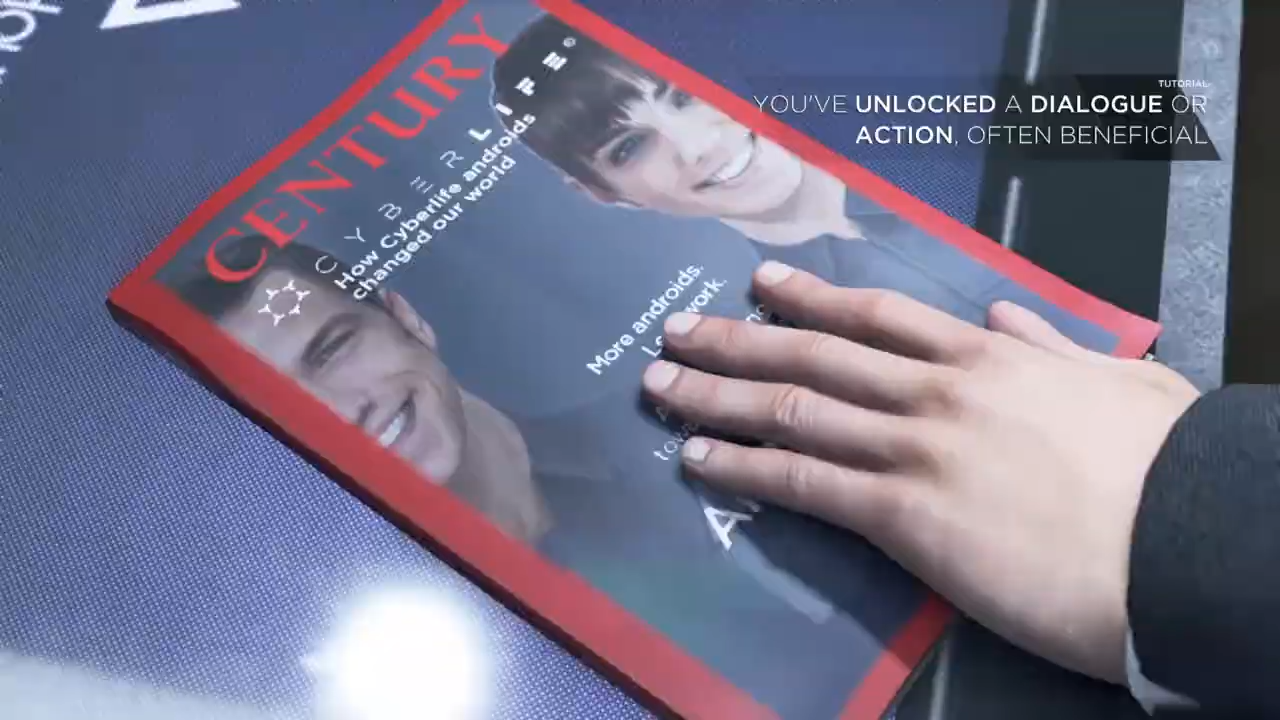 TUTORIAL
YOU'VE UNLOCKED A DIALOGUE OR
ACTION, OFTEN BENEFICIAL
CENTURY
CYBERLIFE
How Cyberlife androids
changed our world
More androids.
work.